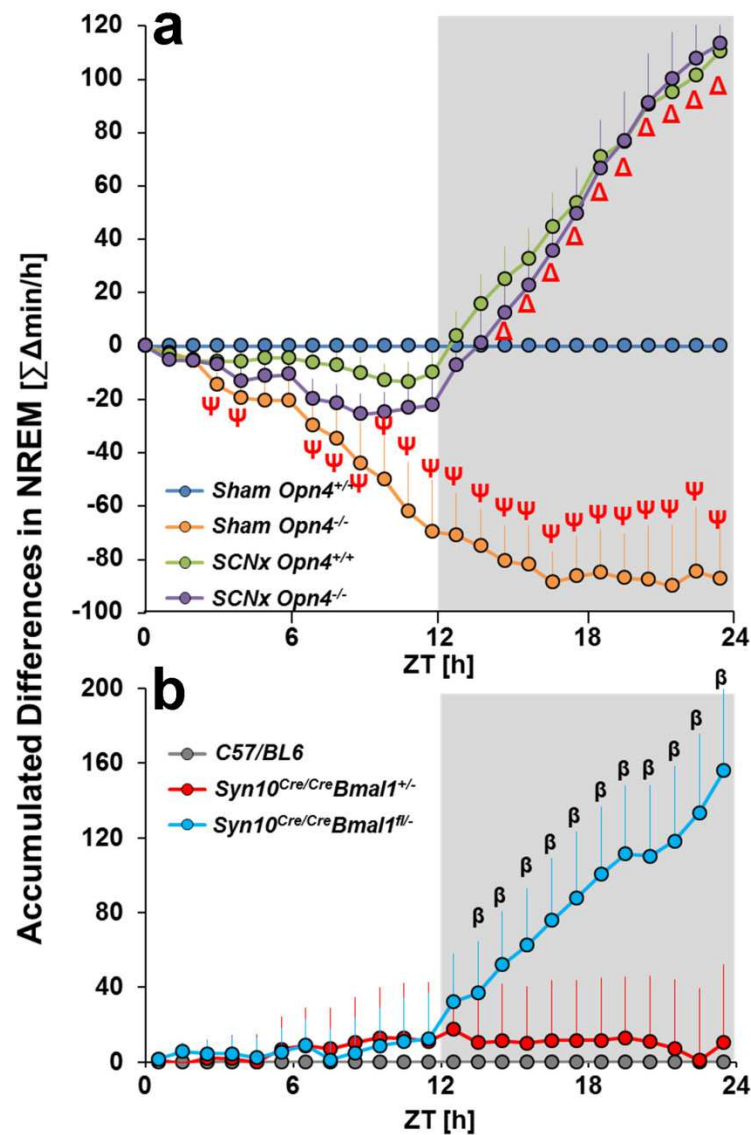 Accumulated Differences in NREM [∑Δmin/h]
a
120
100
80
60
40
20
0
-20
-40
-60
-80
-100
Δ Δ Δ Δ Δ Δ Δ Δ Δ Δ
Ψ Ψ Ψ Ψ Ψ Ψ Ψ Ψ Ψ Ψ Ψ Ψ Ψ Ψ Ψ Ψ Ψ Ψ Ψ
Sham Opn4+/+
Sham Opn4-/-
SCNx Opn4+/+
SCNx Opn4-/-
0 6 12 18 24
ZT [h]
b
200
160
120
80
40
0
β β β β β β β β β β β
C57/BL6
Syn10Cre/CreBmal1+/-
Syn10Cre/CreBmal1fl/-
0 6 12 18 24
ZT [h]